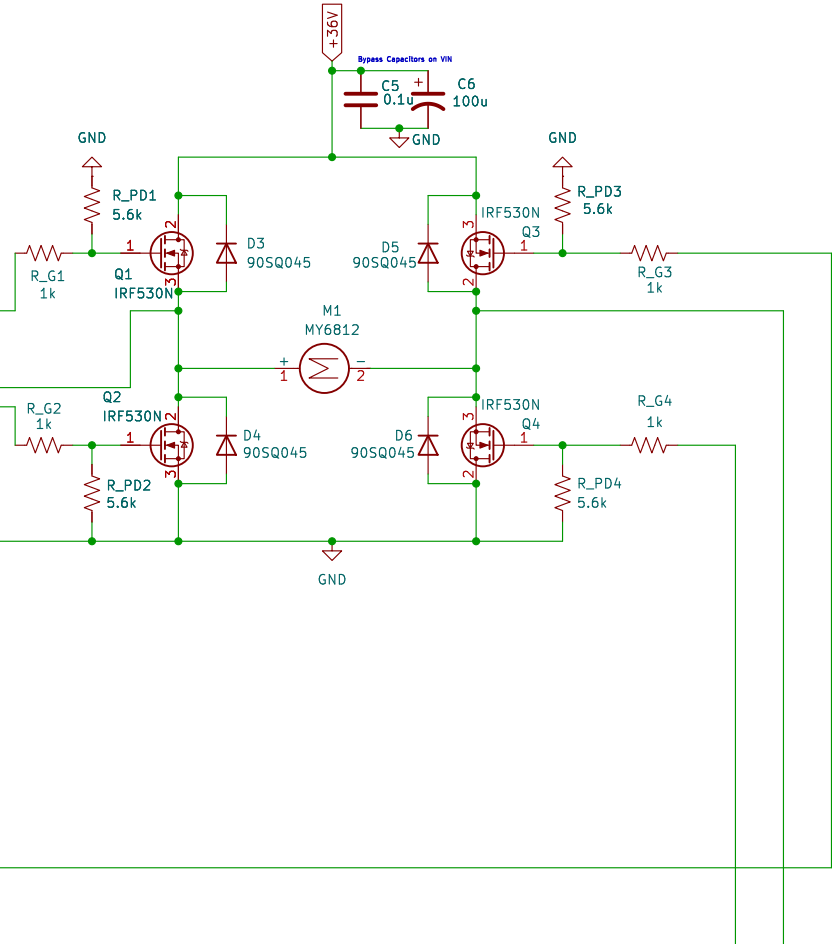 +36V
Bypass Capacitors on VIN
C5
0.1u
+
C6
100u
GND
GND
GND
R_PD1
5.6k
R_PD3
5.6k
2
1
3
Q1
IRF530N
R_G1
1k
D3
90SQ045
D5
90SQ045
IRF530N
Q3
3
1
2
R_G3
1k
M1
MY6812
+
1
−
2
R_G2
1k
Q2
IRF530N
2
1
3
D4
90SQ045
D6
90SQ045
IRF530N
Q4
3
1
2
R_G4
1k
R_PD2
5.6k
R_PD4
5.6k
GND